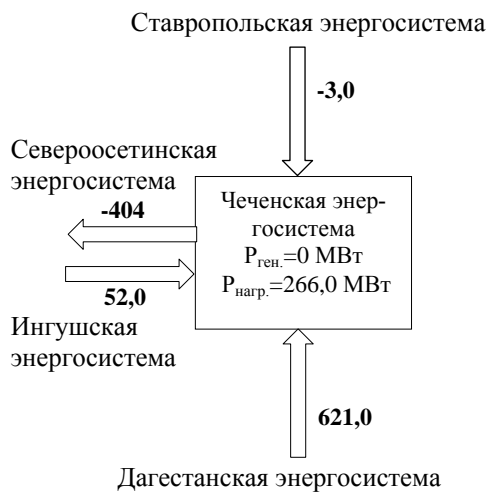 Ставропольская энергосистема
-3,0
Североосетинская
энергосистема
-404
Чеченская энер-
госистема
Pген.=0 МВт
Pнагр.=266,0 МВт
52,0
Ингушская
энергосистема
621,0
Дагестанская энергосистема